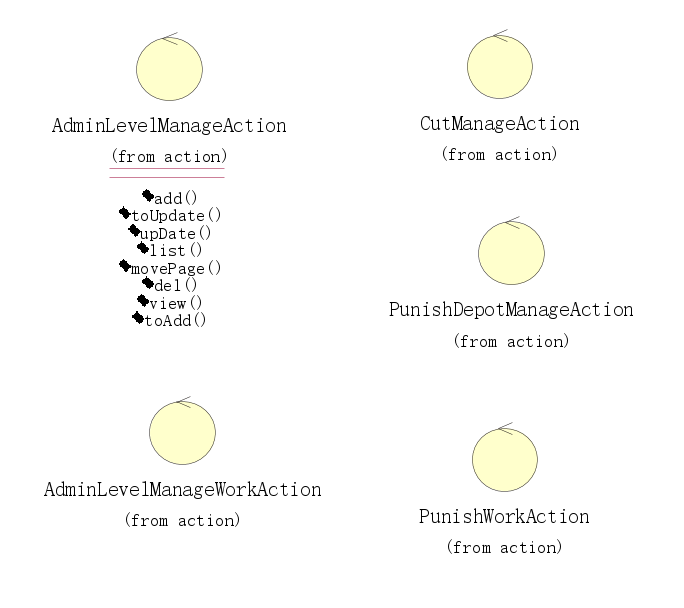 AdminLevelManageAction
(from action)
add()
toUpdate()
upDate()
list()
movePage()
del()
view()
toAdd()
CutManageAction
(from action)
PunishDepotManageAction
(from action)
AdminLevelManageWorkAction
(from action)
PunishWorkAction
(from action)